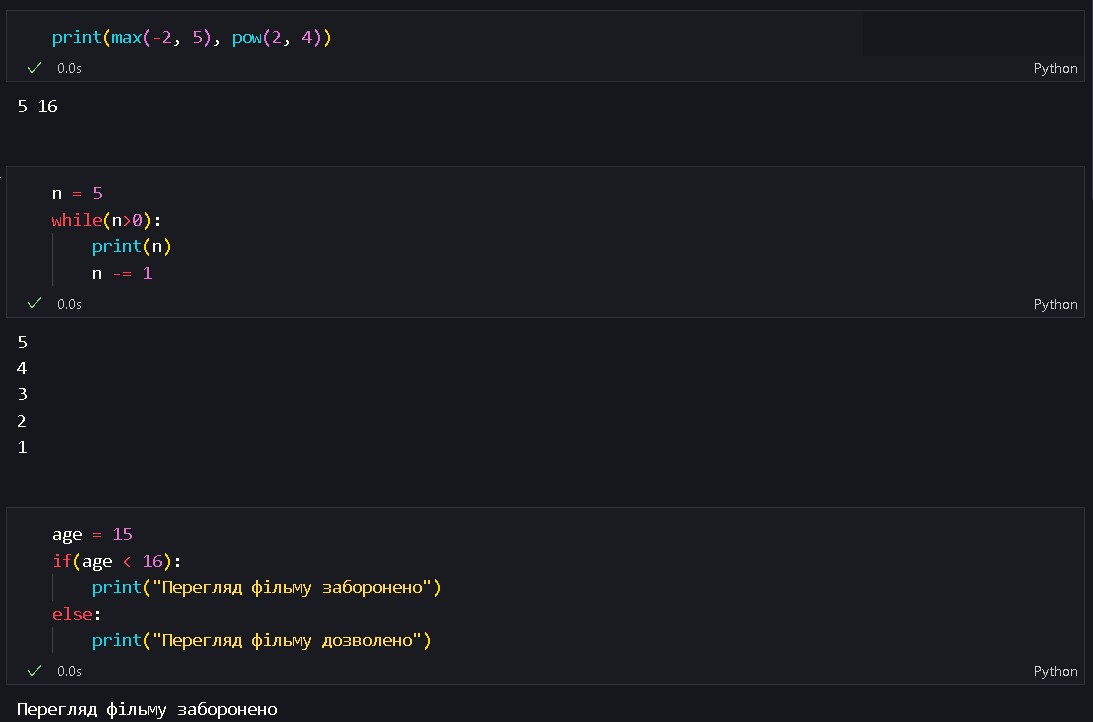 print(max(-2, 5), pow(2, 4))
0.0s
Python
5 16
n = 5
while(n>0):
    print(n)
    n -= 1
0.0s
Python
5
4
3
2
1
age = 15
if(age < 16):
    print("Перегляд фільму заборонено")
else:
    print("Перегляд фільму дозволено")
0.0s
Python
Перегляд фільму заборонено